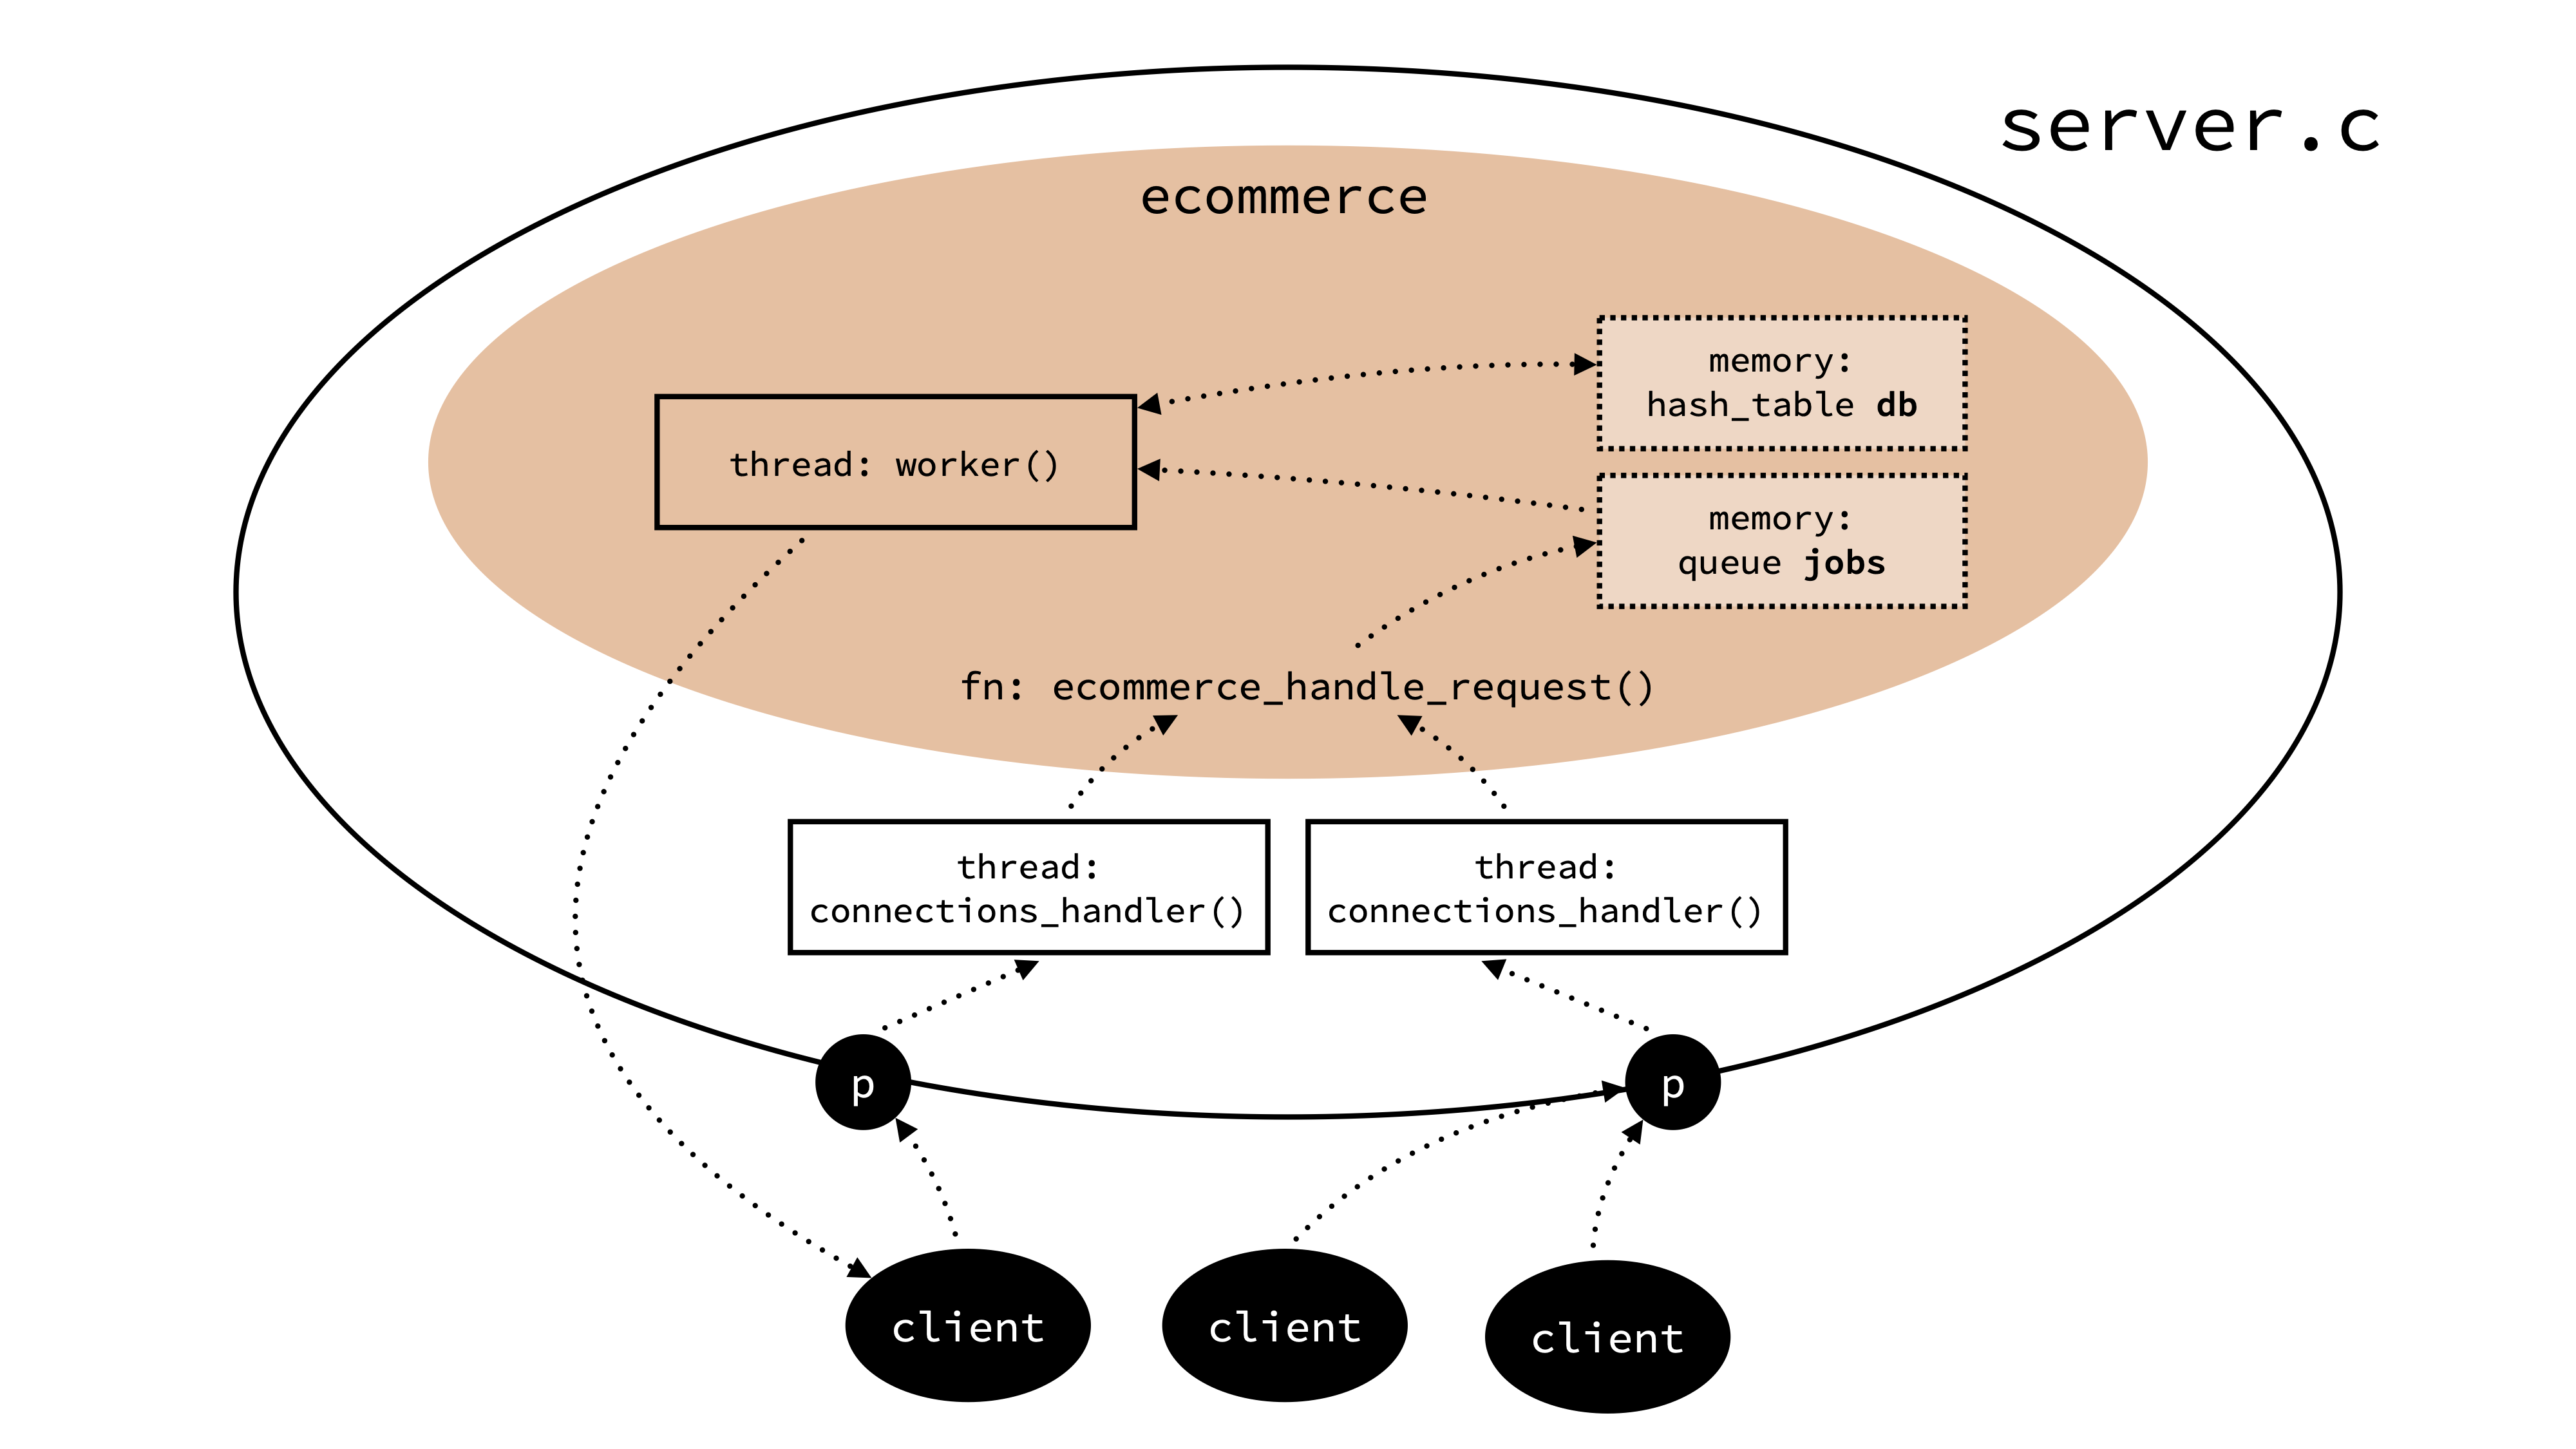 server.c
ecommerce
memory:
hash_table db
thread: worker()
memory:
queue jobs
fn: ecommerce_handle_request()
thread:
connections_handler()
thread:
connections_handler()
p
p
client
client
client